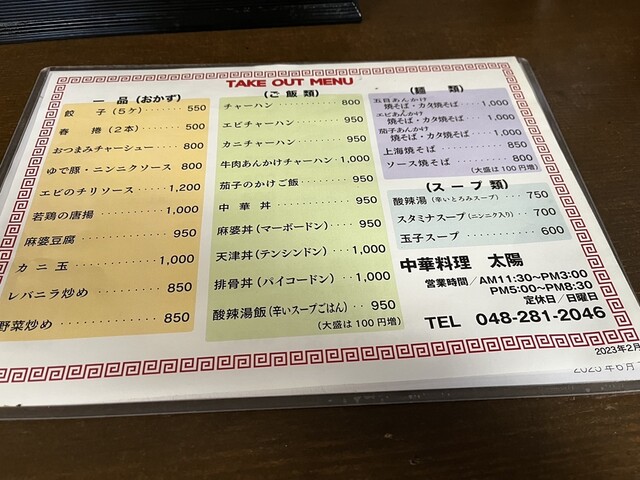 TAKE OUT MENU
一品(おかず)
餃子(5ケ)‥‥‥550
春捲(2本)‥‥‥500
おつまみチャーシュー‥‥800
ゆで豚・ニンニクソース 800
エビのチリソース‥‥1,200
若鶏の唐揚‥‥‥1,000
麻婆豆腐‥‥‥950
カニ玉‥‥‥1,000
レバニラ炒め‥‥‥850
野菜炒め‥‥‥850
(ご飯類)
チャーハン‥‥‥800
エビチャーハン‥‥‥950
カニチャーハン‥‥‥950
牛肉あんかけチャーハン 1,000
茄子のかけご飯‥‥‥950
中華丼‥‥‥950
麻婆丼(マーボードン)‥‥950
天津丼(テンシンドン)‥‥1,000
排骨丼(パイコードン)‥‥1,000
酸辣湯飯(辛いスープごはん)‥‥950
(大盛は100円増)
(麺類)
五目あんかけ
焼そば・カタ焼そば‥‥1,000
エビあんかけ
焼そば・カタ焼そば‥‥1,000
茄子あんかけ
焼そば・カタ焼そば‥‥1,000
上海焼そば‥‥‥850
ソース焼そば‥‥‥800
(大盛は100円増)
(スープ類)
酸辣湯(辛いとろみスープ)‥‥750
スタミナスープ(ニンニク入り)‥‥700
玉子スープ‥‥‥600
中華料理 太陽
営業時間/AM11:30~PM3:00
PM5:00~PM8:30
定休日/日曜日
TEL 048-281-2046
2023年2月